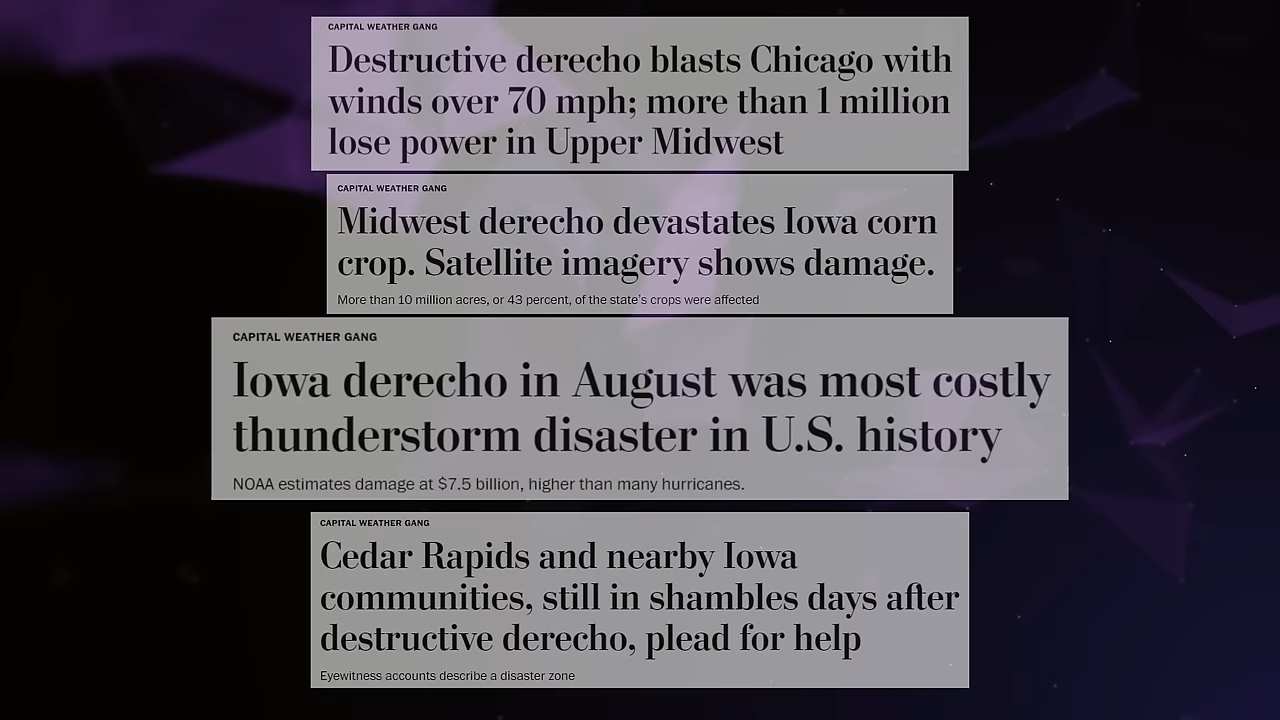 CAPITAL WEATHER GANG
Destructive derecho blasts Chicago with
winds over 70 mph; more than 1 million
lose power in Upper Midwest
CAPITAL WEATHER GANG
Midwest derecho devastates Iowa corn
crop. Satellite imagery shows damage.
More than 10 million acres, or 43 percent, of the state's crops were affected
CAPITAL WEATHER GANG
Iowa derecho in August was most costly
thunderstorm disaster in U.S. history
NOAA estimates damage at $7.5 billion, higher than many hurricanes.
CAPITAL WEATHER GANG
Cedar Rapids and nearby Iowa
communities, still in shambles days after
destructive derecho, plead for help
Eyewitness accounts describe a disaster zone